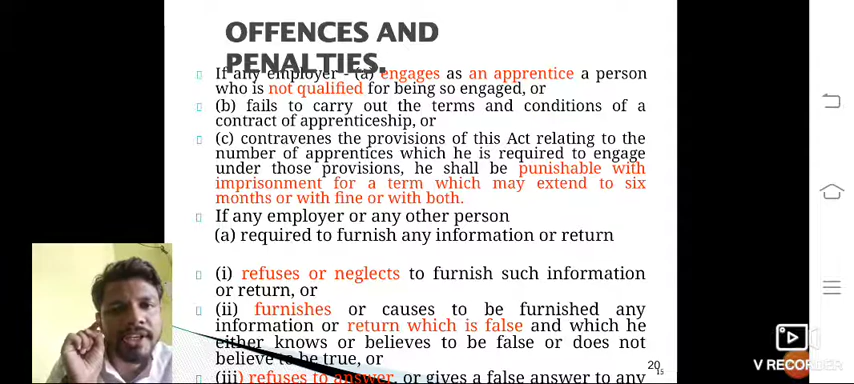 OFFENCES AND
PENALTIES.
If any employer - (a) engages as an apprentice a person
who is not qualified for being so engaged, or
(b) fails to carry out the terms and conditions of a
contract of apprenticeship, or
(c) contravenes the provisions of this Act relating to the
number of apprentices which he is required to engage
under those provisions, he shall be punishable with
imprisonment for a term which may extend to six
months or with fine or with both.
If any employer or any other person
(a) required to furnish any information or return
(i) refuses or neglects to furnish such information
or return, or
(ii) furnishes or causes to be furnished any
information or return which is false and which he
either knows or believes to be false or does not
believe to be true, or
(iii) refuses to answer, or gives a false answer to any
20
15
V RECORDER